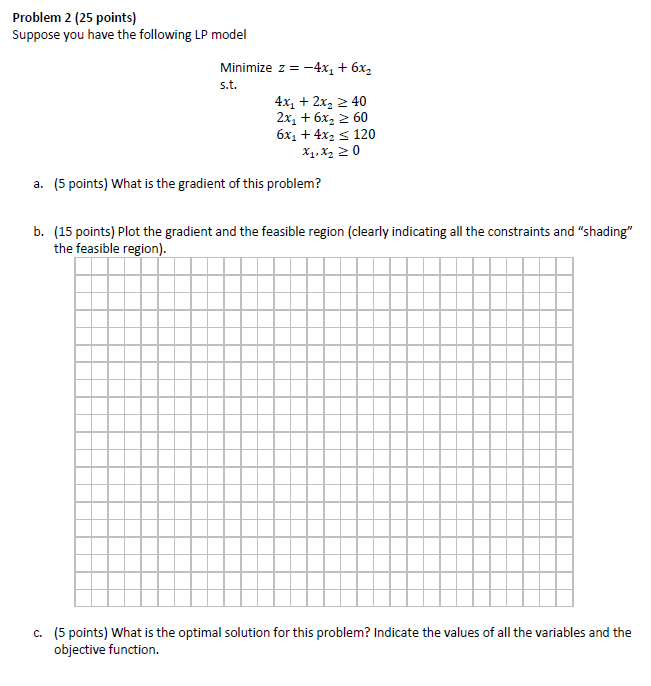 Problem 2 (25 points)
Suppose you have the following LP model
Minimize z = −4x₁ + 6x₂
s.t.
4x₁ + 2x₂ ≥ 40
2x₁ + 6x₂ ≥ 60
6x₁ + 4x₂ ≤ 120
x₁, x₂ ≥ 0
a. (5 points) What is the gradient of this problem?
b. (15 points) Plot the gradient and the feasible region (clearly indicating all the constraints and “shading”
the feasible region).
c. (5 points) What is the optimal solution for this problem? Indicate the values of all the variables and the
objective function.